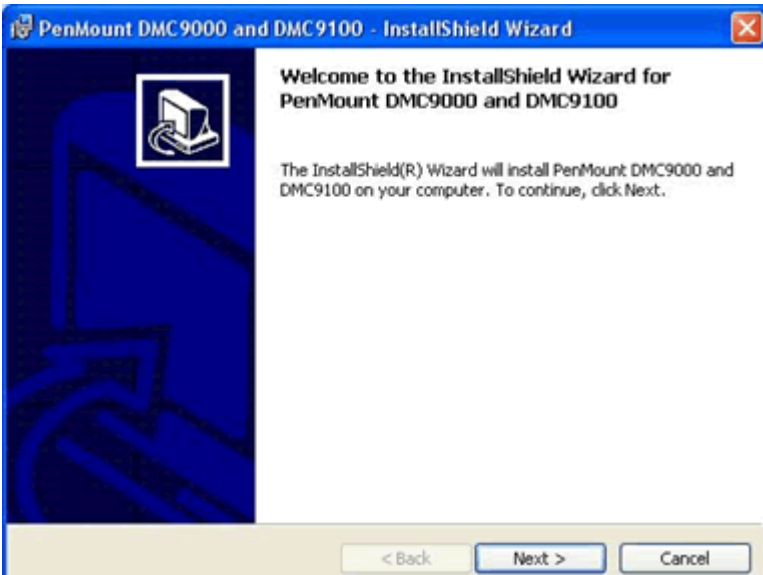 PenMount DMC9000 and DMC9100 - InstallShield Wizard
Welcome to the InstallShield Wizard for
PenMount DMC9000 and DMC9100
The InstallShield(R) Wizard will install PenMount DMC9000 and
DMC9100 on your computer. To continue, click Next.
< Back
Next >
Cancel